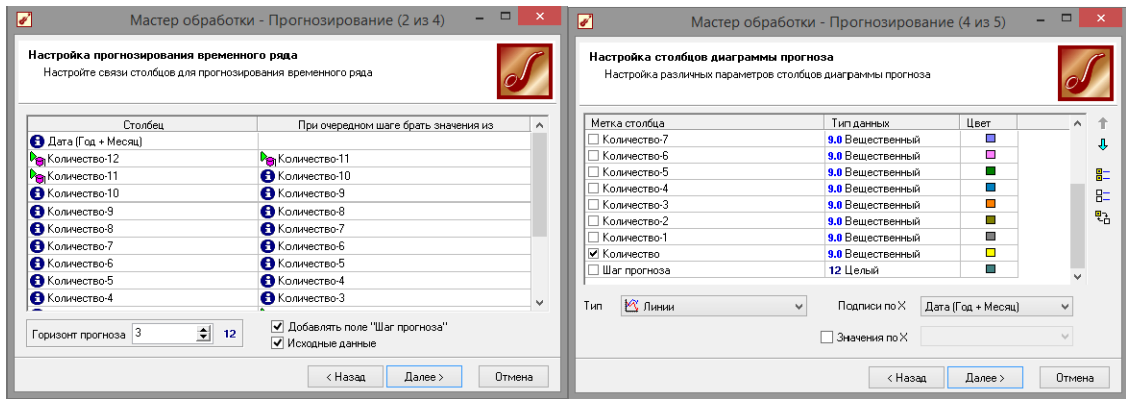 Мастер обработки - Прогнозирование (2 из 4)
Настройка прогнозирования временного ряда
Настройте связи столбцов для прогнозирования временного ряда
Столбец При очередном шаге брать значения из
Дата (Год + Месяц)
Количество-12 Количество-11
Количество-11 Количество-10
Количество-10 Количество-9
Количество-9 Количество-8
Количество-8 Количество-7
Количество-7 Количество-6
Количество-6 Количество-5
Количество-5 Количество-4
Количество-4 Количество-3
Горизонт прогноза 3 12
Добавлять поле "Шаг прогноза"
Исходные данные
< Назад Далее > Отмена
Мастер обработки - Прогнозирование (4 из 5)
Настройка столбцов диаграммы прогноза
Настройка различных параметров столбцов диаграммы прогноза
Метка столбца Тип данных Цвет
Количество-7 9.0 Вещественный
Количество-6 9.0 Вещественный
Количество-5 9.0 Вещественный
Количество-4 9.0 Вещественный
Количество-3 9.0 Вещественный
Количество-2 9.0 Вещественный
Количество-1 9.0 Вещественный
Количество 9.0 Вещественный
Шаг прогноза 12 Целый
Тип Линии Подписи по X Дата (Год + Месяц)
Значения по X
< Назад Далее > Отмена